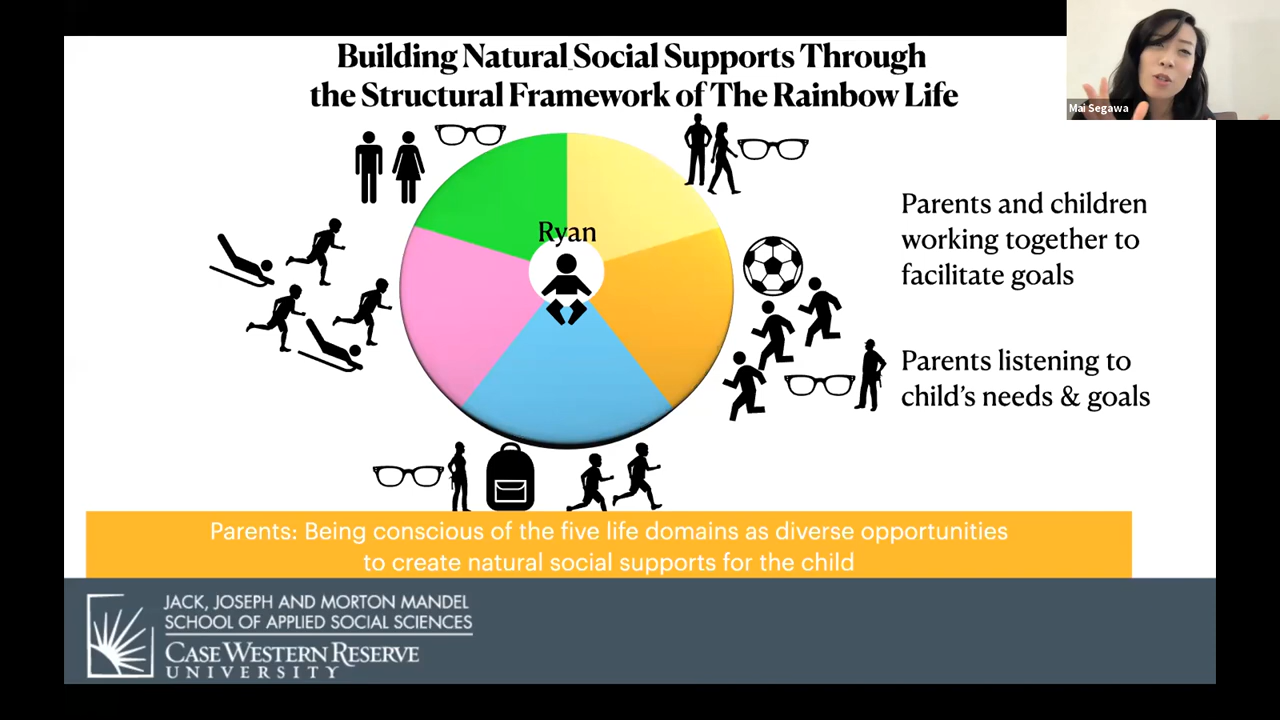 Building Natural Social Supports Through
the Structural Framework of The Rainbow Life
Mai Segawa
Ryan
Parents and children
working together to
facilitate goals
Parents listening to
child’s needs & goals
Parents: Being conscious of the five life domains as diverse opportunities
to create natural social supports for the child
JACK, JOSEPH AND MORTON MANDEL
SCHOOL OF APPLIED SOCIAL SCIENCES
CASE WESTERN RESERVE
UNIVERSITY